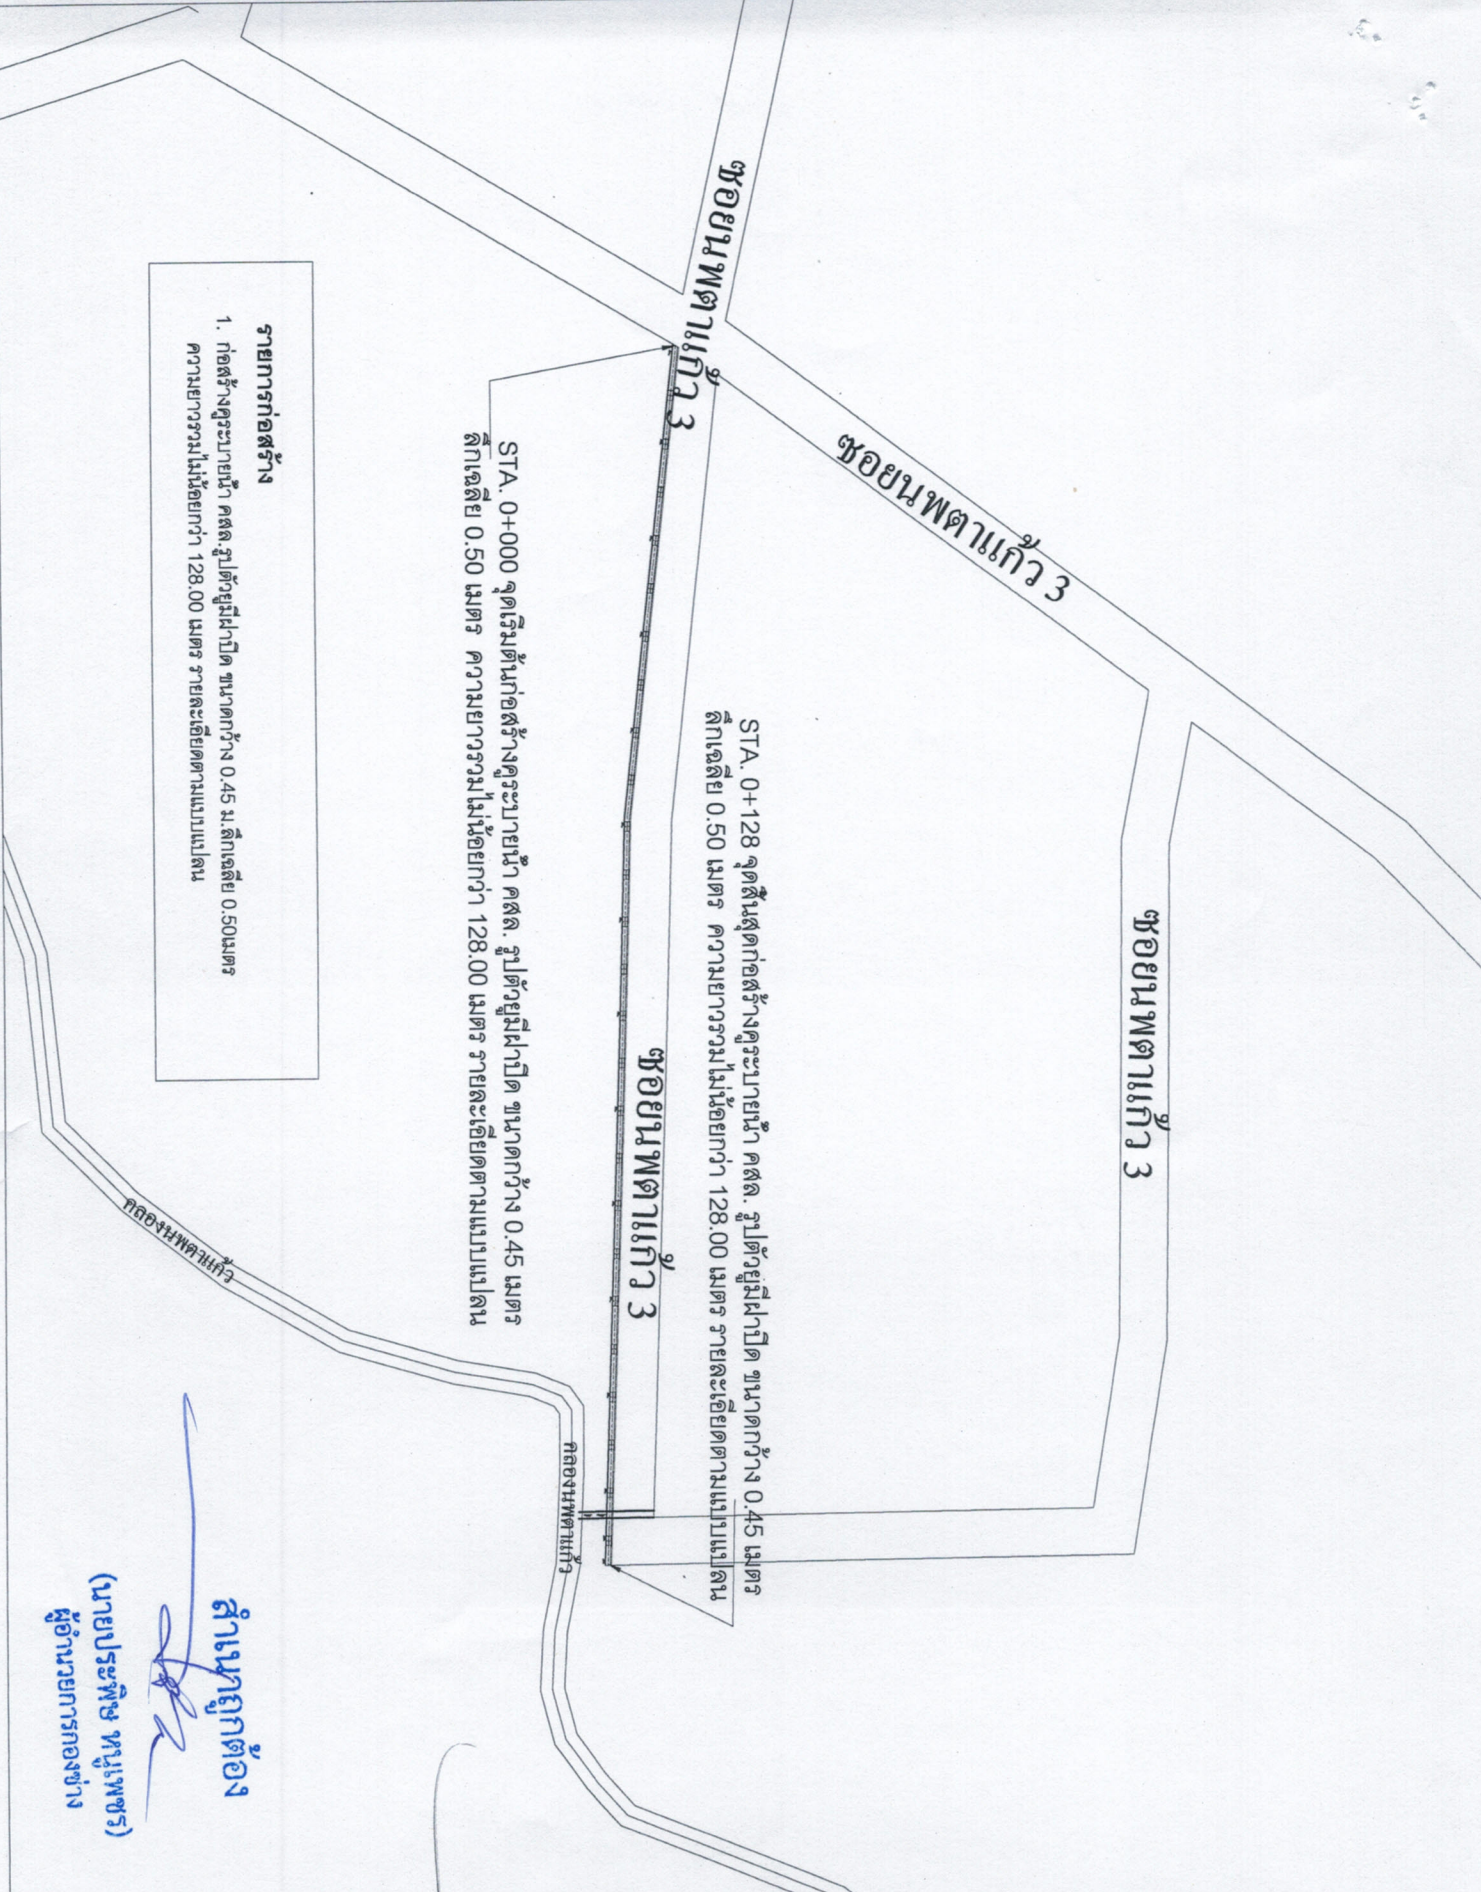 ซอยนพตาแก้ว 3
ซอยนพตาแก้ว 3
ซอยนพตาแก้ว 3
STA. 0+128 จุดสิ้นสุดก่อสร้างคูระบายน้ำ คสล. รูปตัวยูมีฝาปิด ขนาดกว้าง 0.45 เมตร
ลึกเฉลี่ย 0.50 เมตร ความยาวรวมไม่น้อยกว่า 128.00 เมตร รายละเอียดตามแบบแปลน
ซอยนพตาแก้ว 3
STA. 0+000 จุดเริ่มต้นก่อสร้างคูระบายน้ำ คสล. รูปตัวยูมีฝาปิด ขนาดกว้าง 0.45 เมตร
ลึกเฉลี่ย 0.50 เมตร ความยาวรวมไม่น้อยกว่า 128.00 เมตร รายละเอียดตามแบบแปลน
คลองนพตาแก้ว
รายการก่อสร้าง
1. ก่อสร้างคูระบายน้ำ คสล.รูปตัวยูมีฝาปิด ขนาดกว้าง 0.45 ม.ลึกเฉลี่ย 0.50เมตร
ความยาวรวมไม่น้อยกว่า 128.00 เมตร รายละเอียดตามแบบแปลน
คลองนพตาแก้ว
สำเนาถูกต้อง
(นายประพิษ หนูเพชร)
ผู้อำนวยการกองช่าง